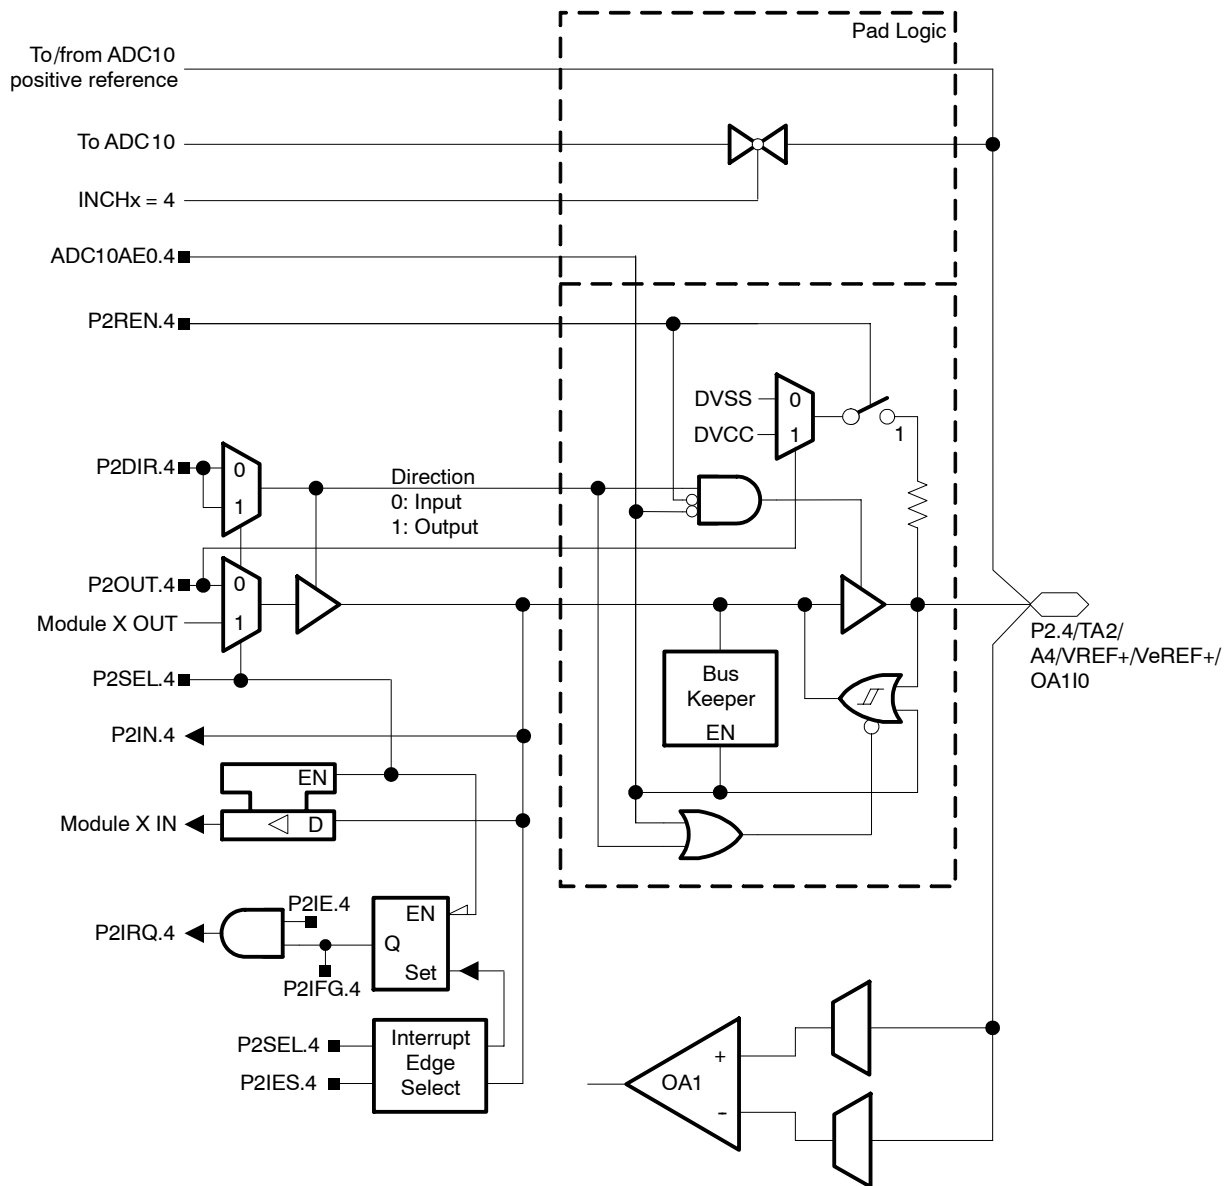 Pad Logic
To/from ADC10
positive reference
To ADC10
INCHx = 4
ADC10AE0.4
P2REN.4
DVSS
0
DVCC
1
1
P2DIR.4
0
1
Direction
0: Input
1: Output
P2OUT.4
0
Module X OUT
1
P2SEL.4
Bus
Keeper
EN
P2.4/TA2/
A4/VREF+/VeREF+/
OA1I0
P2IN.4
EN
Module X IN
D
P2IE.4
P2IRQ.4
EN
Q
Set
P2IFG.4
P2SEL.4
P2IES.4
Interrupt
Edge
Select
+
OA1
−